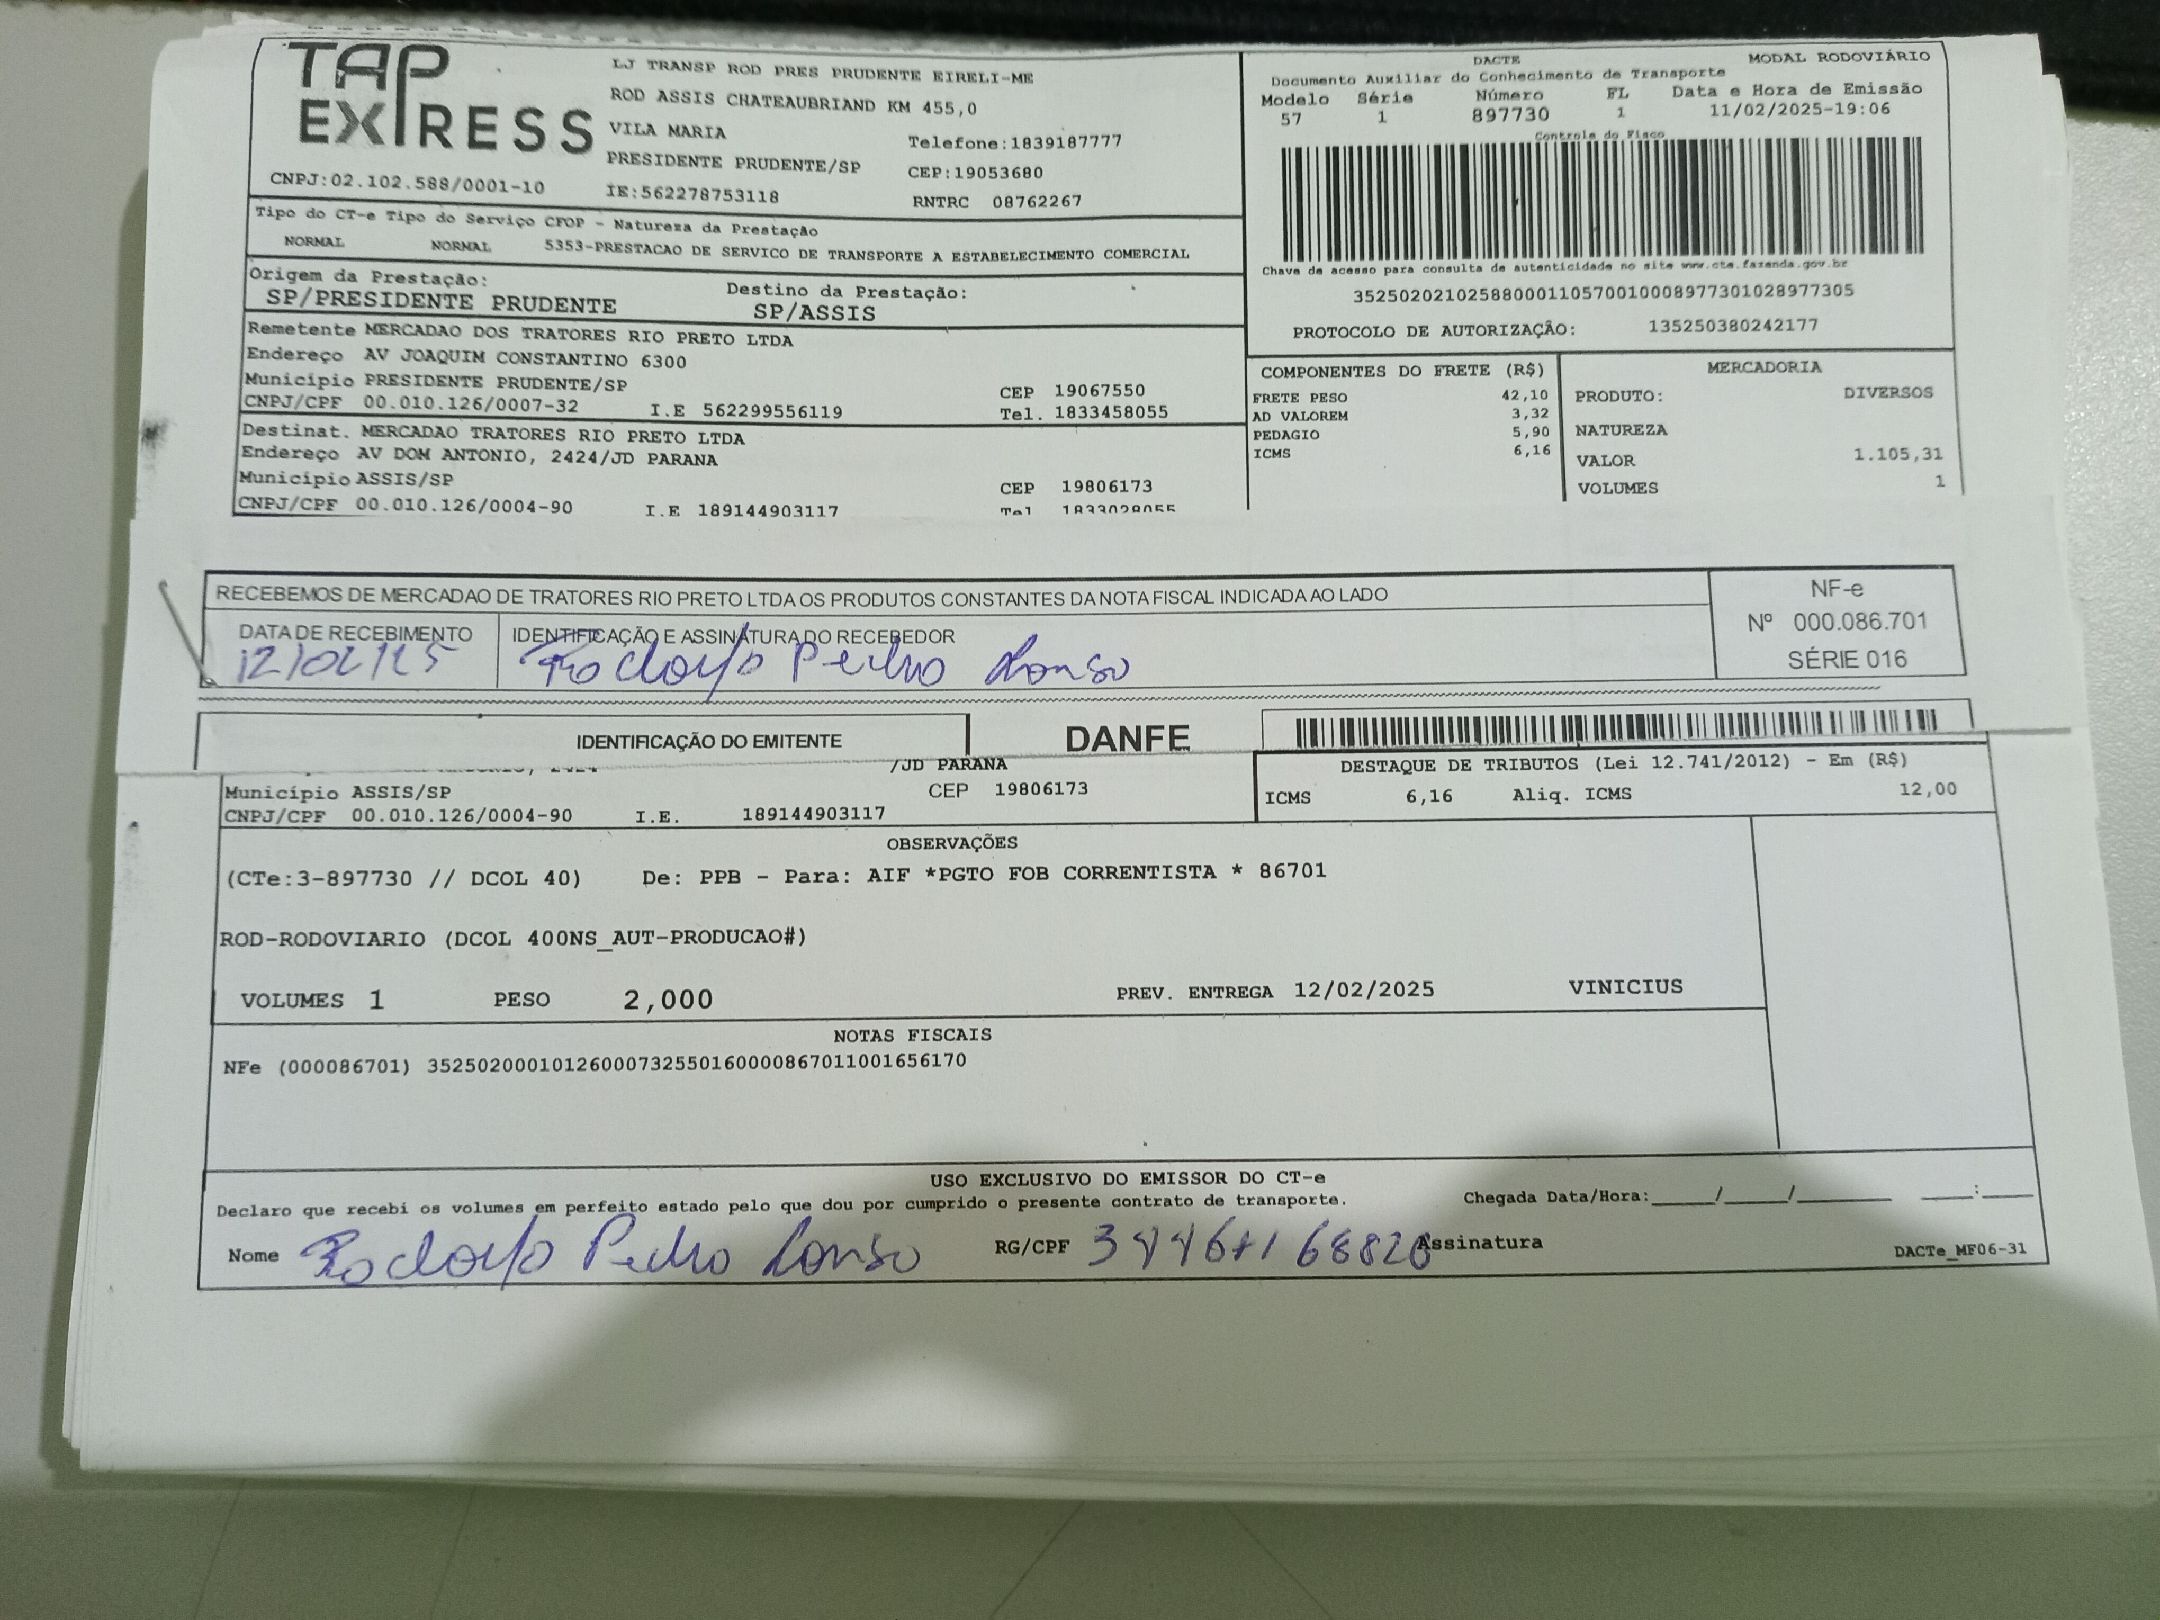 TAP
EXPRESS
LJ TRANSP ROD PRES PRUDENTE EIRELI-ME
ROD ASSIS CHATEAUBRIAND KM 455,0
VILA MARIA
Telefone:1839187777
PRESIDENTE PRUDENTE/SP
CEP:19053680
CNPJ:02.102.588/0001-10
IE:562278753118
RNTRC 08762267
DACTE
MODAL RODOVIÁRIO
Documento Auxiliar do Conhecimento de Transporte
Modelo Série Número FL Data e Hora de Emissão
57 1 897730 1 11/02/2025-19:06
Controle do Fisco
Chave de acesso para consulta de autenticidade no site www.cte.fazenda.gov.br
35250202102588000110570010008977301028977305
PROTOCOLO DE AUTORIZAÇÃO: 135250380242177
Tipo do CT-e Tipo do Serviço CFOP - Natureza da Prestação
NORMAL NORMAL 5353-PRESTACAO DE SERVICO DE TRANSPORTE A ESTABELECIMENTO COMERCIAL
Origem da Prestação: Destino da Prestação:
SP/PRESIDENTE PRUDENTE SP/ASSIS
Remetente MERCADAO DOS TRATORES RIO PRETO LTDA
Endereço AV JOAQUIM CONSTANTINO 6300
Município PRESIDENTE PRUDENTE/SP CEP 19067550
CNPJ/CPF 00.010.126/0007-32 I.E 562299556119 Tel. 1833458055
Destinat. MERCADAO TRATORES RIO PRETO LTDA
Endereço AV DOM ANTONIO, 2424/JD PARANA
Município ASSIS/SP CEP 19806173
CNPJ/CPF 00.010.126/0004-90 I.E 189144903117 Tel 1833028055
COMPONENTES DO FRETE (R$)
FRETE PESO 42,10
AD VALOREM 3,32
PEDAGIO 5,90
ICMS 6,16
MERCADORIA
PRODUTO: DIVERSOS
NATUREZA
VALOR 1.105,31
VOLUMES 1
RECEBEMOS DE MERCADAO DE TRATORES RIO PRETO LTDA OS PRODUTOS CONSTANTES DA NOTA FISCAL INDICADA AO LADO
NF-e
Nº 000.086.701
SÉRIE 016
DATA DE RECEBIMENTO IDENTIFICAÇÃO E ASSINATURA DO RECEBEDOR
12/02/25 Rodolfo Pedro Lonso
IDENTIFICAÇÃO DO EMITENTE
DANFE
/JD PARANA
Município ASSIS/SP CEP 19806173
CNPJ/CPF 00.010.126/0004-90 I.E. 189144903117
DESTAQUE DE TRIBUTOS (Lei 12.741/2012) - Em (R$)
ICMS 6,16 Aliq. ICMS 12,00
OBSERVAÇÕES
(CTe:3-897730 // DCOL 40) De: PPB - Para: AIF *PGTO FOB CORRENTISTA * 86701
ROD-RODOVIARIO (DCOL 400NS_AUT-PRODUCAO#)
VOLUMES 1 PESO 2,000 PREV. ENTREGA 12/02/2025 VINICIUS
NOTAS FISCAIS
NFe (000086701) 35250200010126000732550160000867011001656170
USO EXCLUSIVO DO EMISSOR DO CT-e
Declaro que recebi os volumes em perfeito estado pelo que dou por cumprido o presente contrato de transporte. Chegada Data/Hora:____/____/______ ____:____
Nome Rodolfo Pedro Lonso RG/CPF Assinatura
DACTe_MF06-31